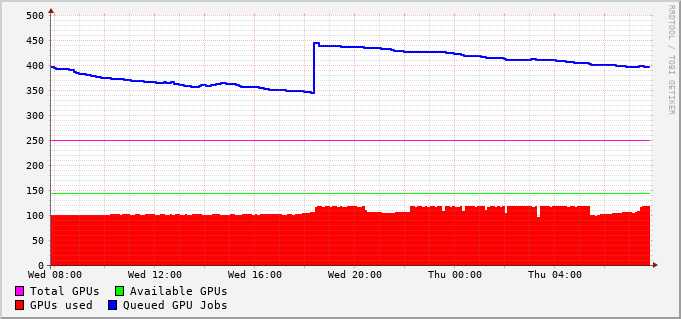 500
450
400
350
300
250
200
150
100
50
0
Wed 08:00 Wed 12:00 Wed 16:00 Wed 20:00 Thu 00:00 Thu 04:00
Total GPUs Available GPUs
GPUs used Queued GPU Jobs
RRDTOOL / TOBI OETIKER